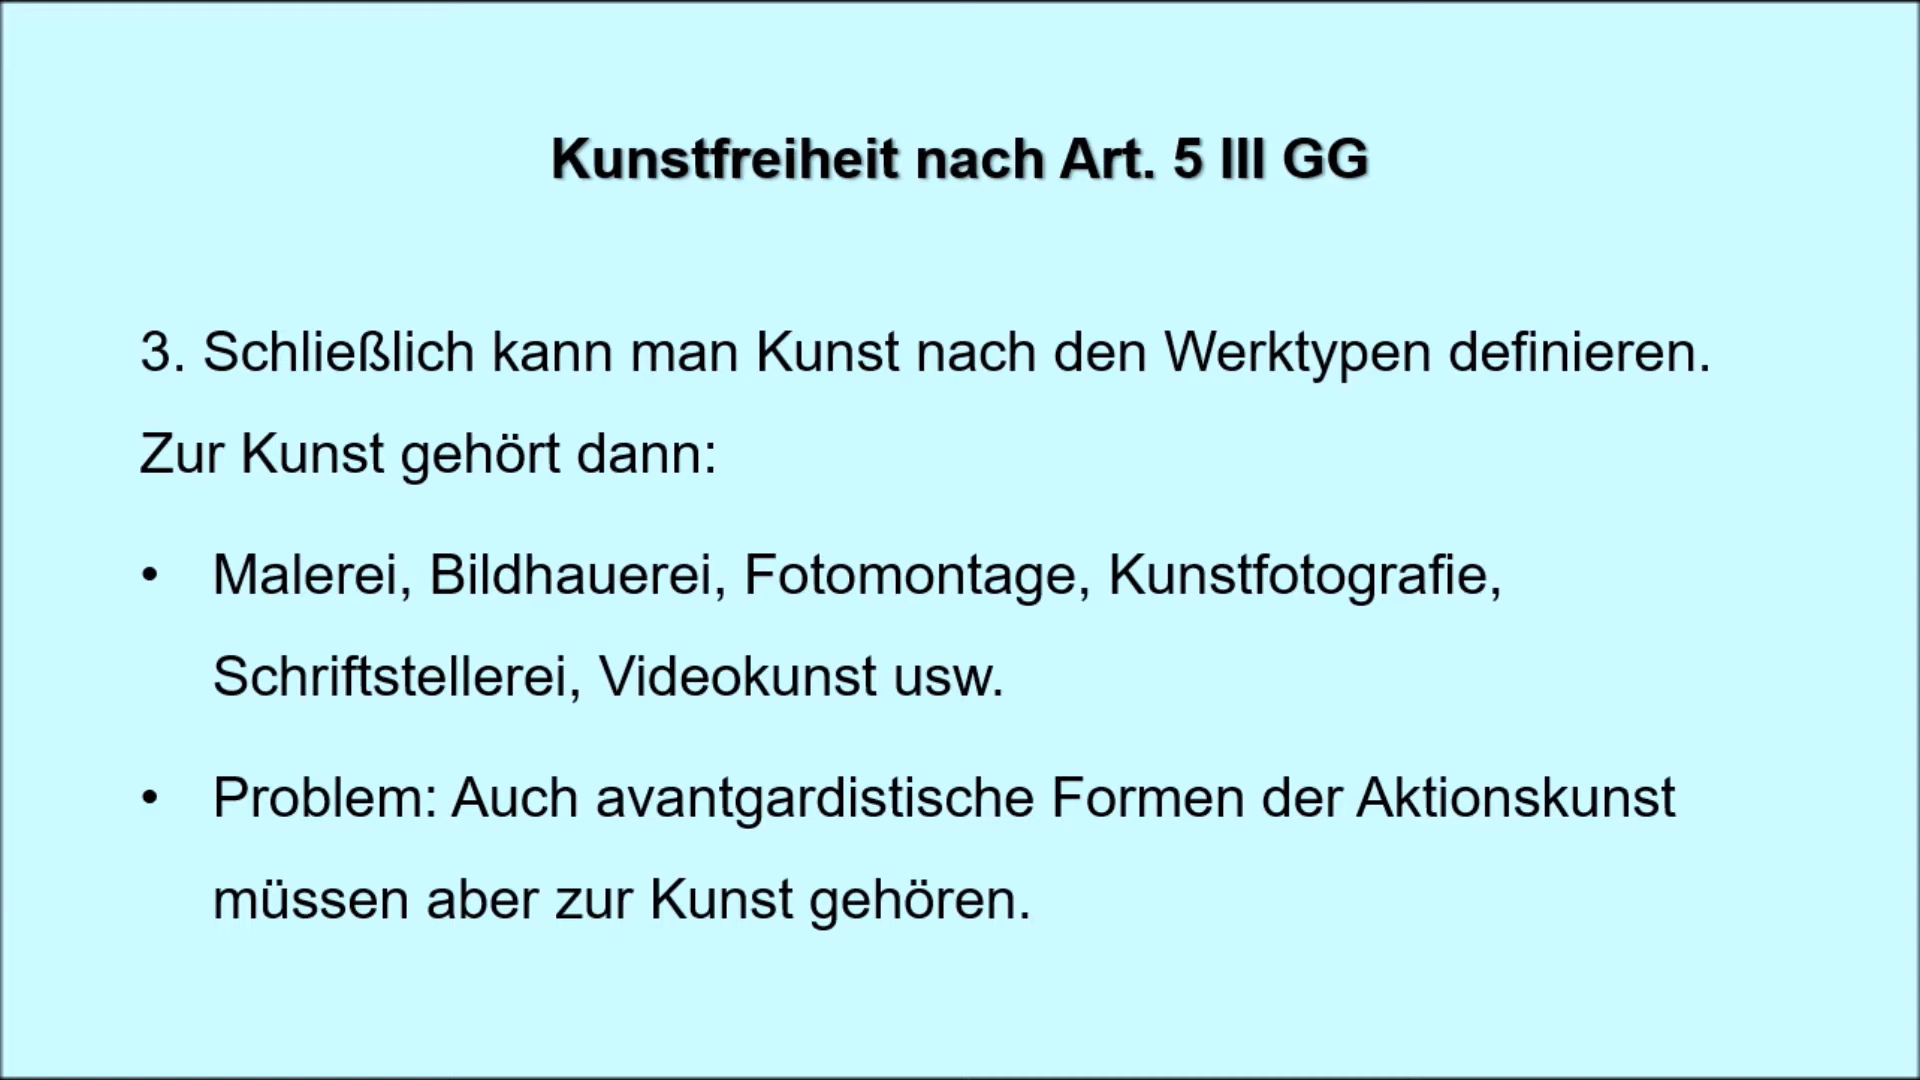 Kunstfreiheit nach Art. 5 III GG
3. Schließlich kann man Kunst nach den Werktypen definieren.
Zur Kunst gehört dann:
• Malerei, Bildhauerei, Fotomontage, Kunstfotografie,
Schriftstellerei, Videokunst usw.
• Problem: Auch avantgardistische Formen der Aktionskunst
müssen aber zur Kunst gehören.